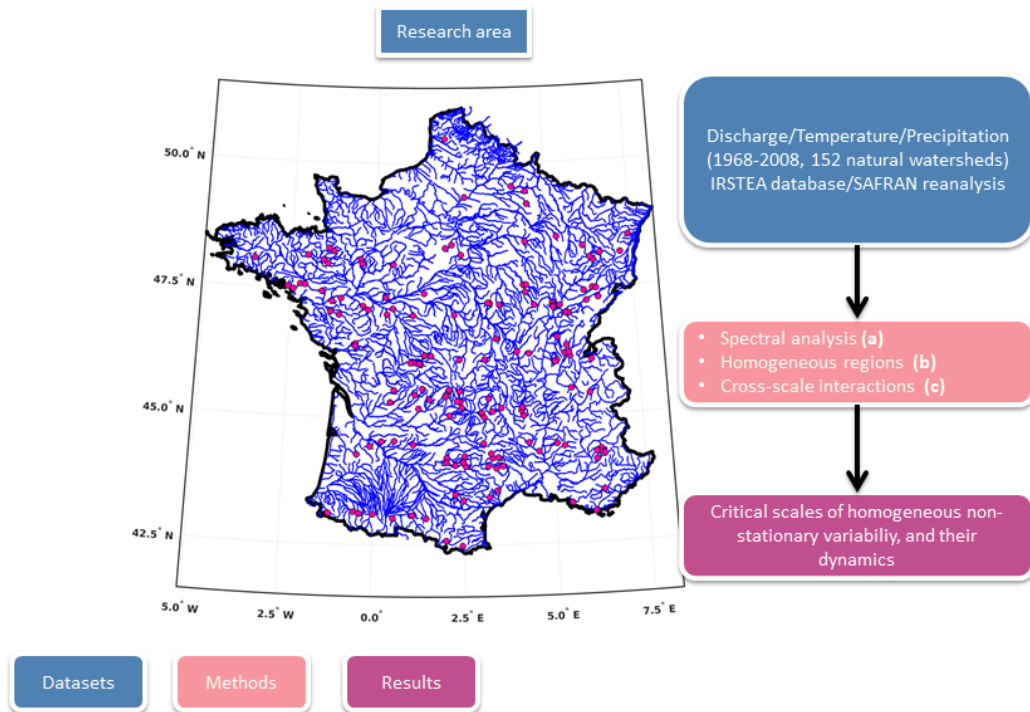 Research area
50.0° N
47.5° N
45.0° N
42.5° N
5.0° W
2.5° W
0.0°
2.5° E
5.0° E
7.5° E
Discharge/Temperature/Precipitation
(1968-2008, 152 natural watersheds)
IRSTEA database/SAFRAN reanalysis
• Spectral analysis (a)
• Homogeneous regions (b)
• Cross-scale interactions (c)
Critical scales of homogeneous non-
stationary variabiliy, and their
dynamics
Datasets
Methods
Results